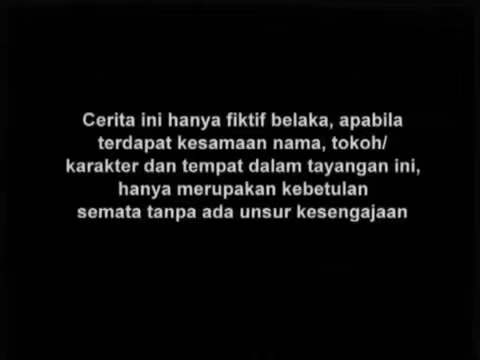 Cerita ini hanya fiktif belaka, apabila
terdapat kesamaan nama, tokoh/
karakter dan tempat dalam tayangan ini,
hanya merupakan kebetulan
semata tanpa ada unsur kesengajaan